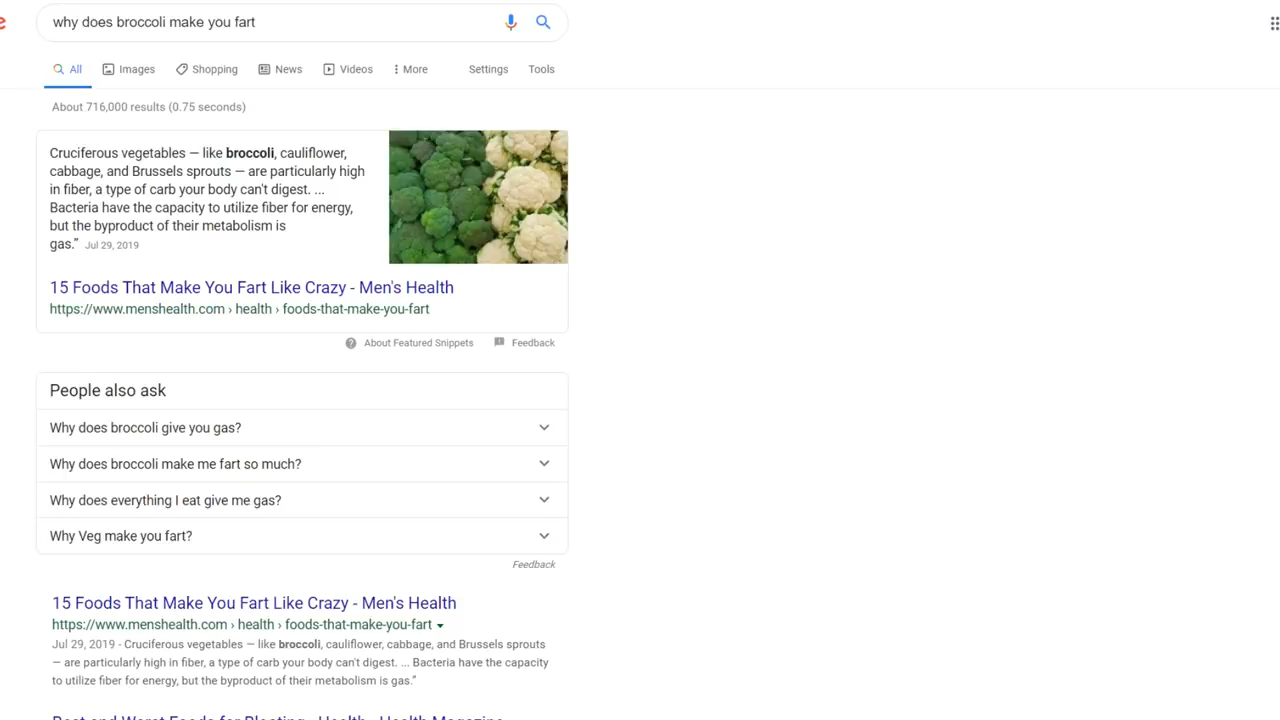 why does broccoli make you fart
All Images Shopping News Videos More Settings Tools
About 716,000 results (0.75 seconds)
Cruciferous vegetables — like broccoli, cauliflower,
cabbage, and Brussels sprouts — are particularly high
in fiber, a type of carb your body can't digest. ...
Bacteria have the capacity to utilize fiber for energy,
but the byproduct of their metabolism is
gas.” Jul 29, 2019
15 Foods That Make You Fart Like Crazy - Men's Health
https://www.menshealth.com › health › foods-that-make-you-fart
About Featured Snippets Feedback
People also ask
Why does broccoli give you gas?
Why does broccoli make me fart so much?
Why does everything I eat give me gas?
Why Veg make you fart?
Feedback
15 Foods That Make You Fart Like Crazy - Men's Health
https://www.menshealth.com › health › foods-that-make-you-fart
Jul 29, 2019 - Cruciferous vegetables — like broccoli, cauliflower, cabbage, and Brussels sprouts
— are particularly high in fiber, a type of carb your body can't digest. ... Bacteria have the capacity
to utilize fiber for energy, but the byproduct of their metabolism is gas.”
Best and Worst Foods for Bloating - Health - Health Magazine